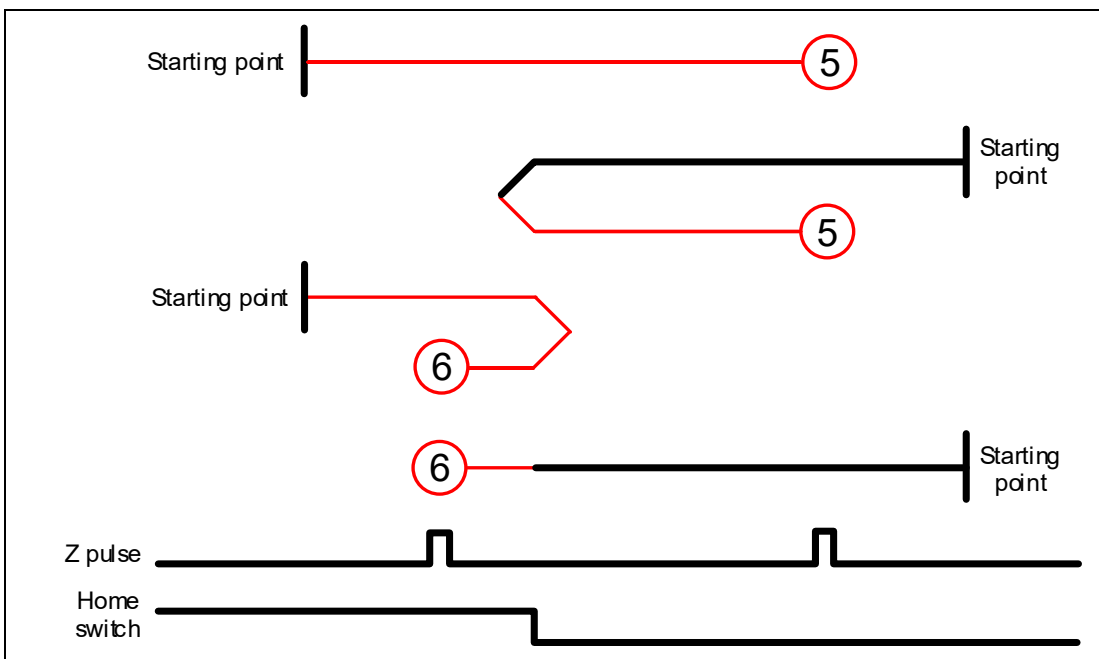 Starting point
5
Starting
point
5
Starting point
6
6
Starting
point
Z pulse
Home
switch